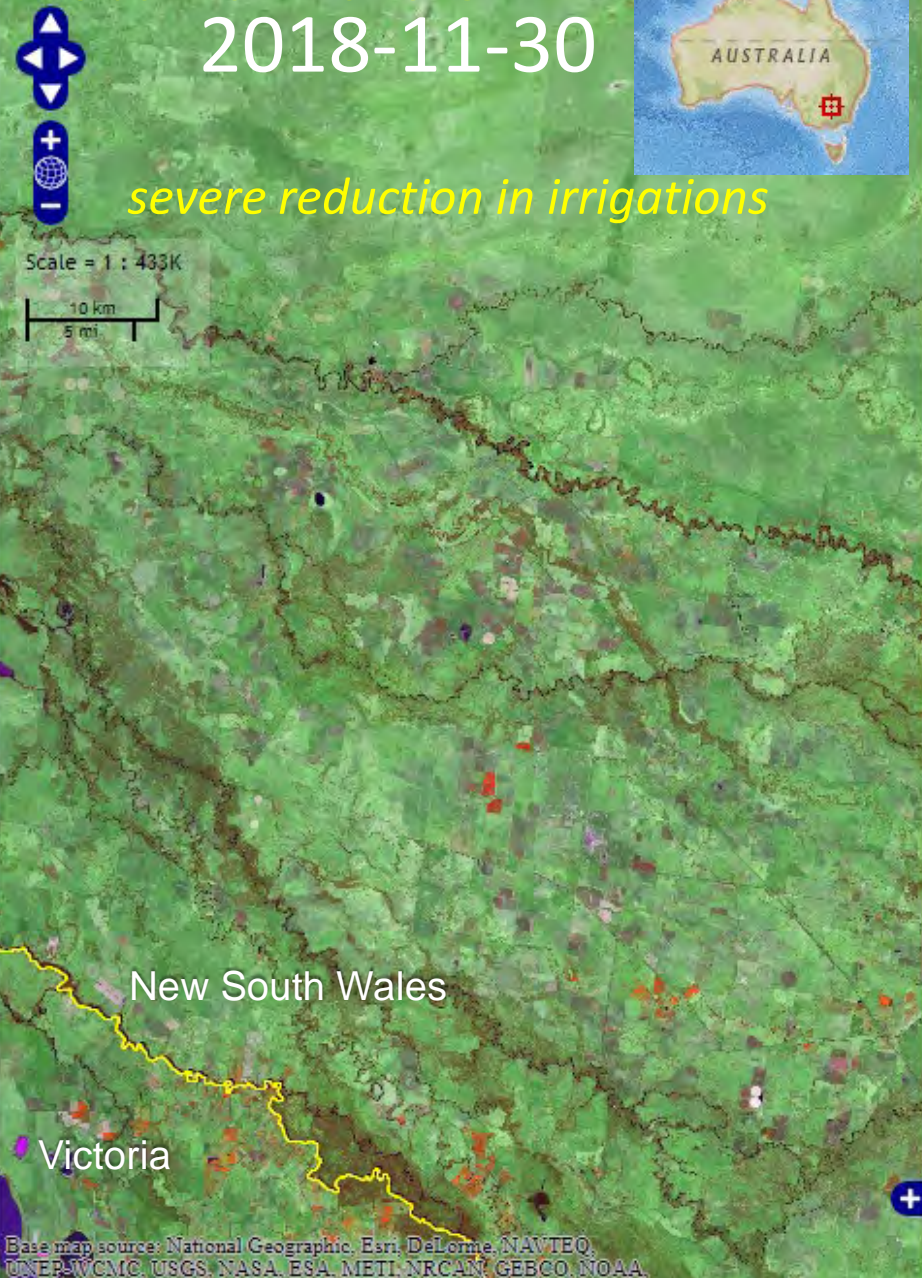 2018-11-30
AUSTRALIA
severe reduction in irrigations
Scale = 1 : 433K
10 km
5 mi
New South Wales
Victoria
Base map source: National Geographic, Esri, DeLorme, NAVTEQ,
UNEP-WCMC, USGS, NASA, ESA, METI, NRCAN, GEBCO, NOAA,